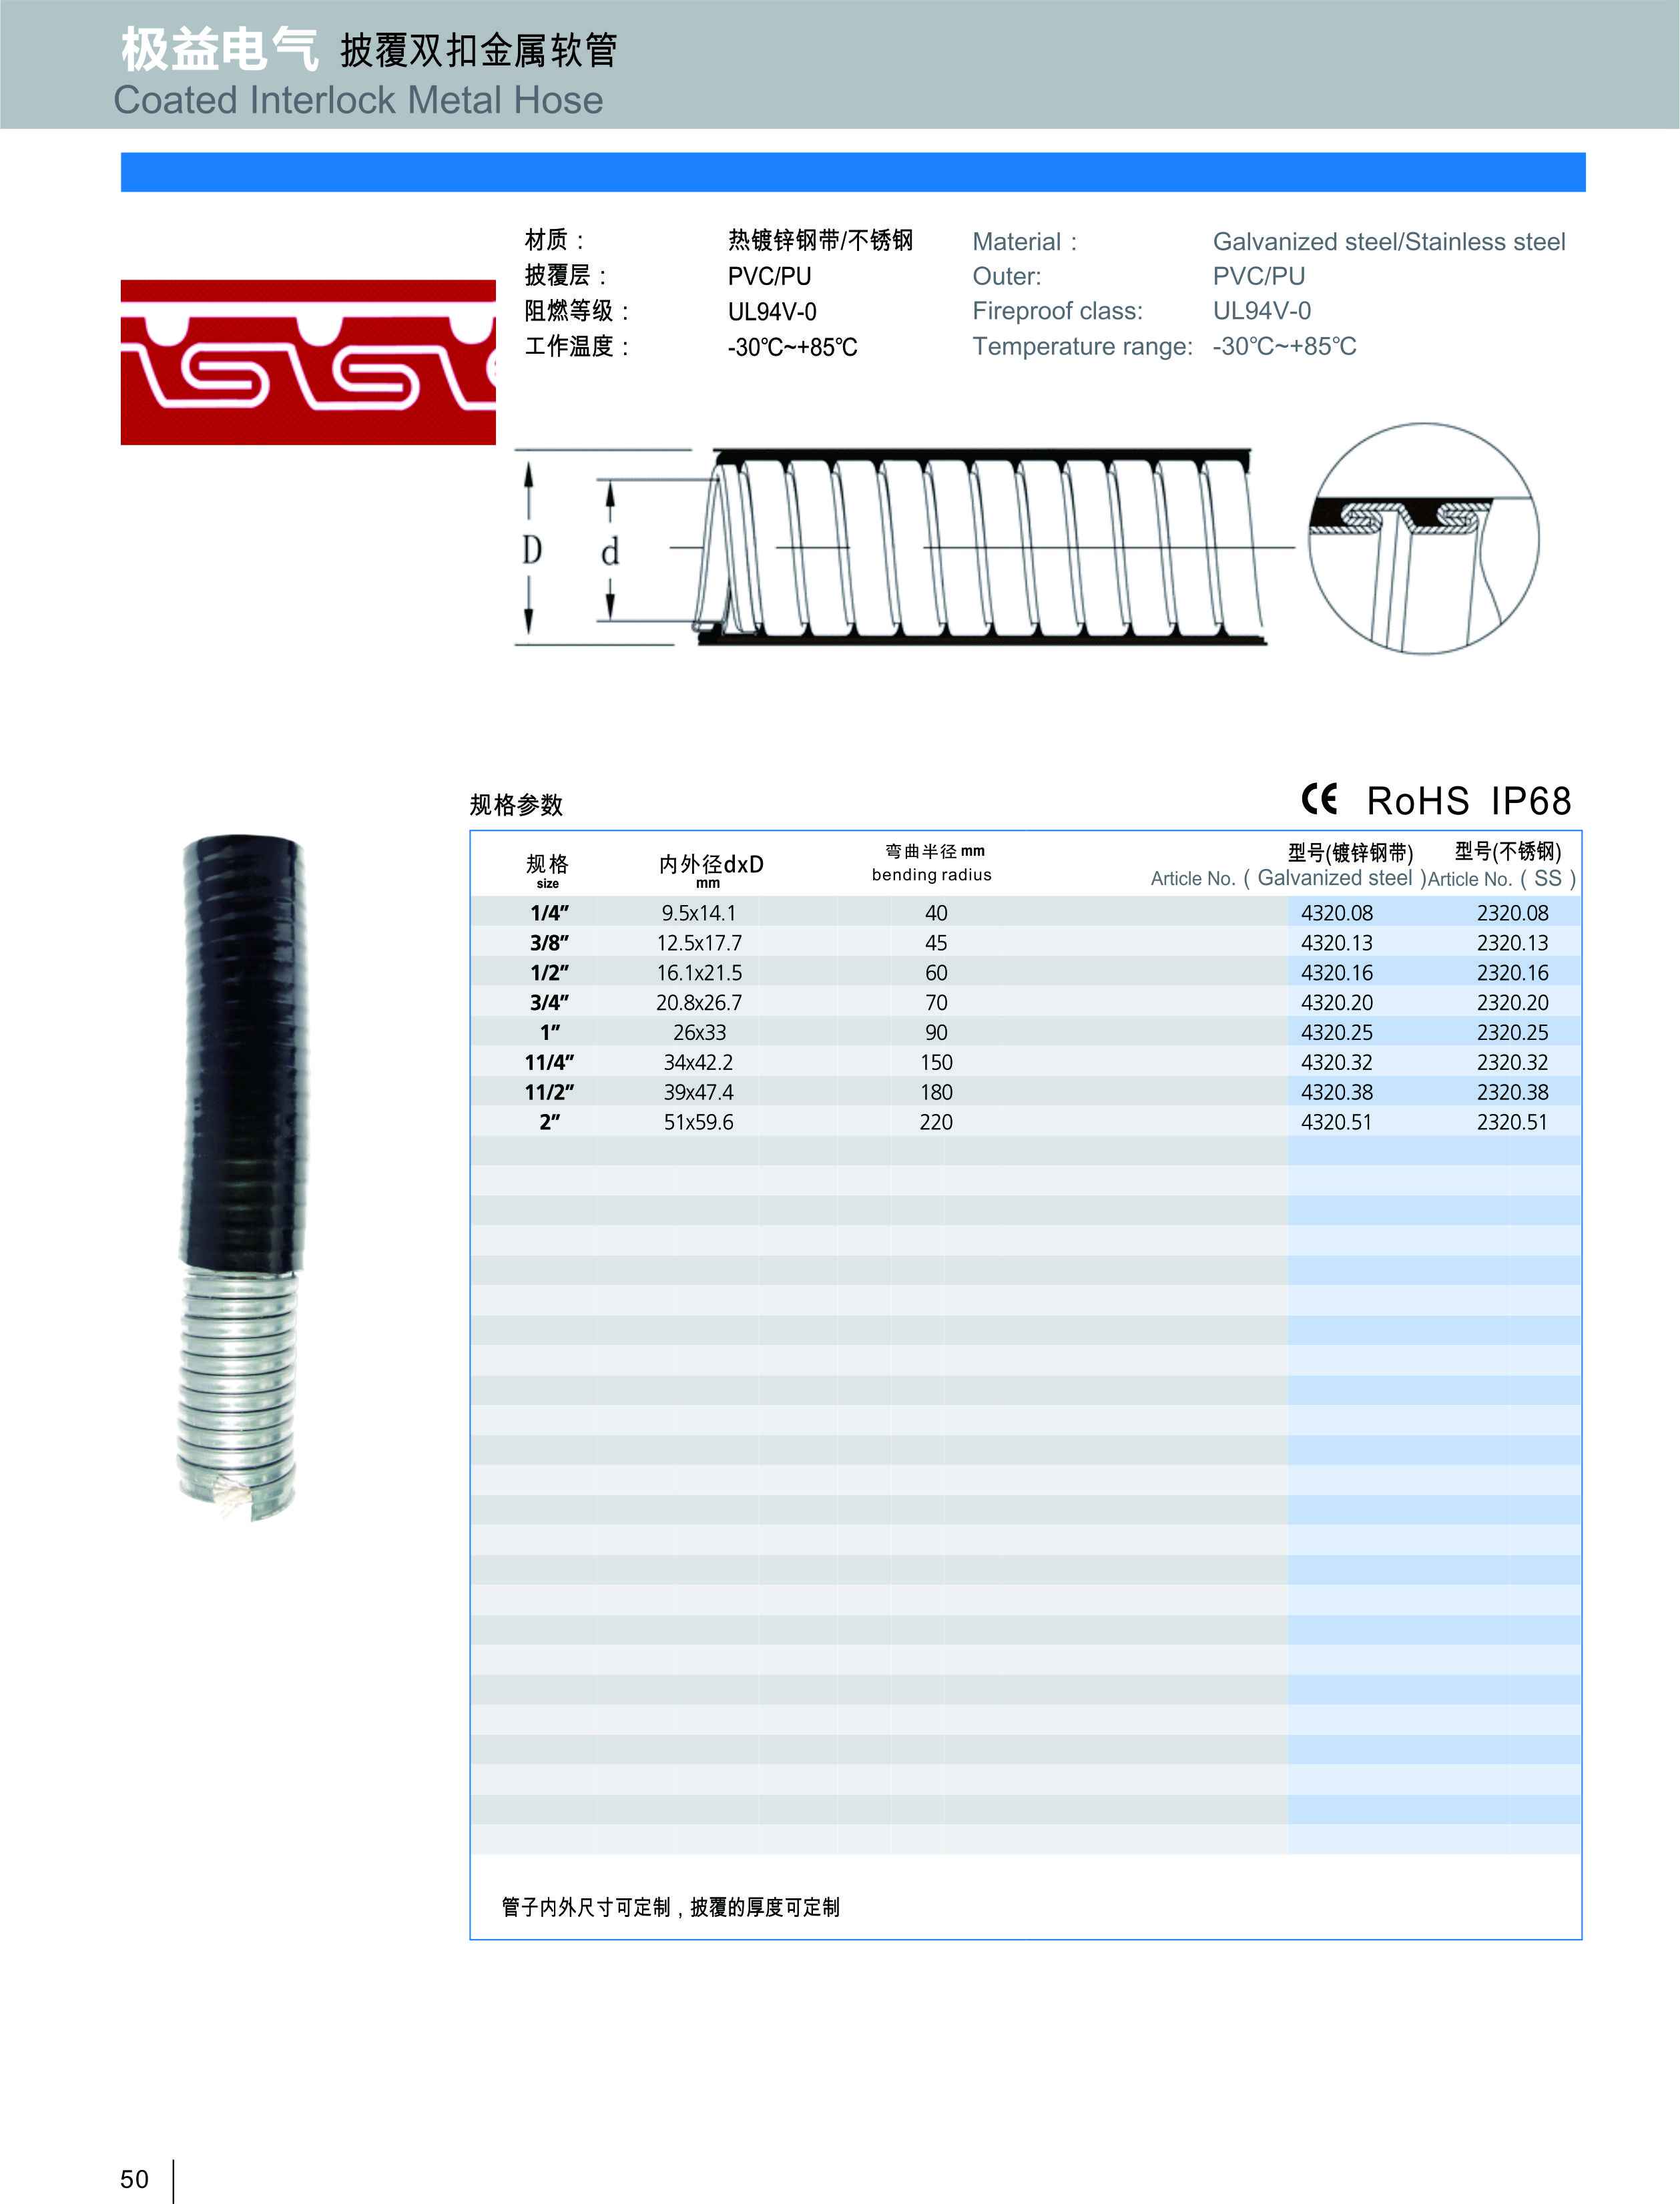 极益电气 披覆双扣金属软管
Coated Interlock Metal Hose
材质： 热镀锌钢带/不锈钢 Material： Galvanized steel/Stainless steel
披覆层： PVC/PU Outer: PVC/PU
阻燃等级： UL94V-0 Fireproof class: UL94V-0
工作温度： -30℃~+85℃ Temperature range: -30℃~+85℃
D d
规格参数 CE RoHS IP68
规格 内外径dxD 弯曲半径 mm 型号(镀锌钢带) 型号(不锈钢)
size mm bending radius Article No.（Galvanized steel）Article No.（SS）
1/4” 9.5x14.1 40 4320.08 2320.08
3/8” 12.5x17.7 45 4320.13 2320.13
1/2” 16.1x21.5 60 4320.16 2320.16
3/4” 20.8x26.7 70 4320.20 2320.20
1” 26x33 90 4320.25 2320.25
11/4” 34x42.2 150 4320.32 2320.32
11/2” 39x47.4 180 4320.38 2320.38
2” 51x59.6 220 4320.51 2320.51
管子内外尺寸可定制，披覆的厚度可定制
50